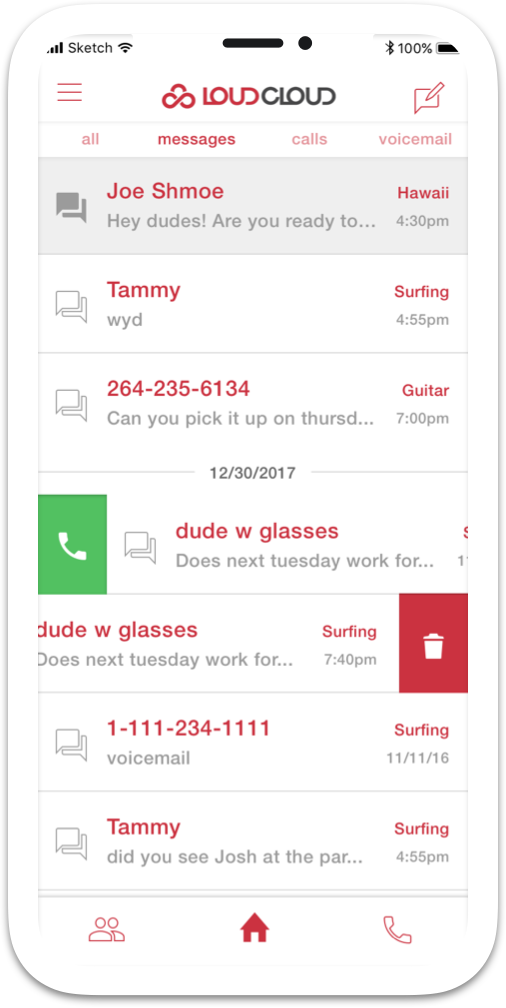 Sketch 100%
LOUDCLOUD
all messages calls voicemail
Joe Shmoe Hawaii
Hey dudes! Are you ready to... 4:30pm
Tammy Surfing
wyd 4:55pm
264-235-6134 Guitar
Can you pick it up on thursd... 7:00pm
12/30/2017
dude w glasses
Does next tuesday work for...
dude w glasses Surfing
Does next tuesday work for... 7:40pm
1-111-234-1111 Surfing
voicemail 11/11/16
Tammy Surfing
did you see Josh at the par... 4:55pm